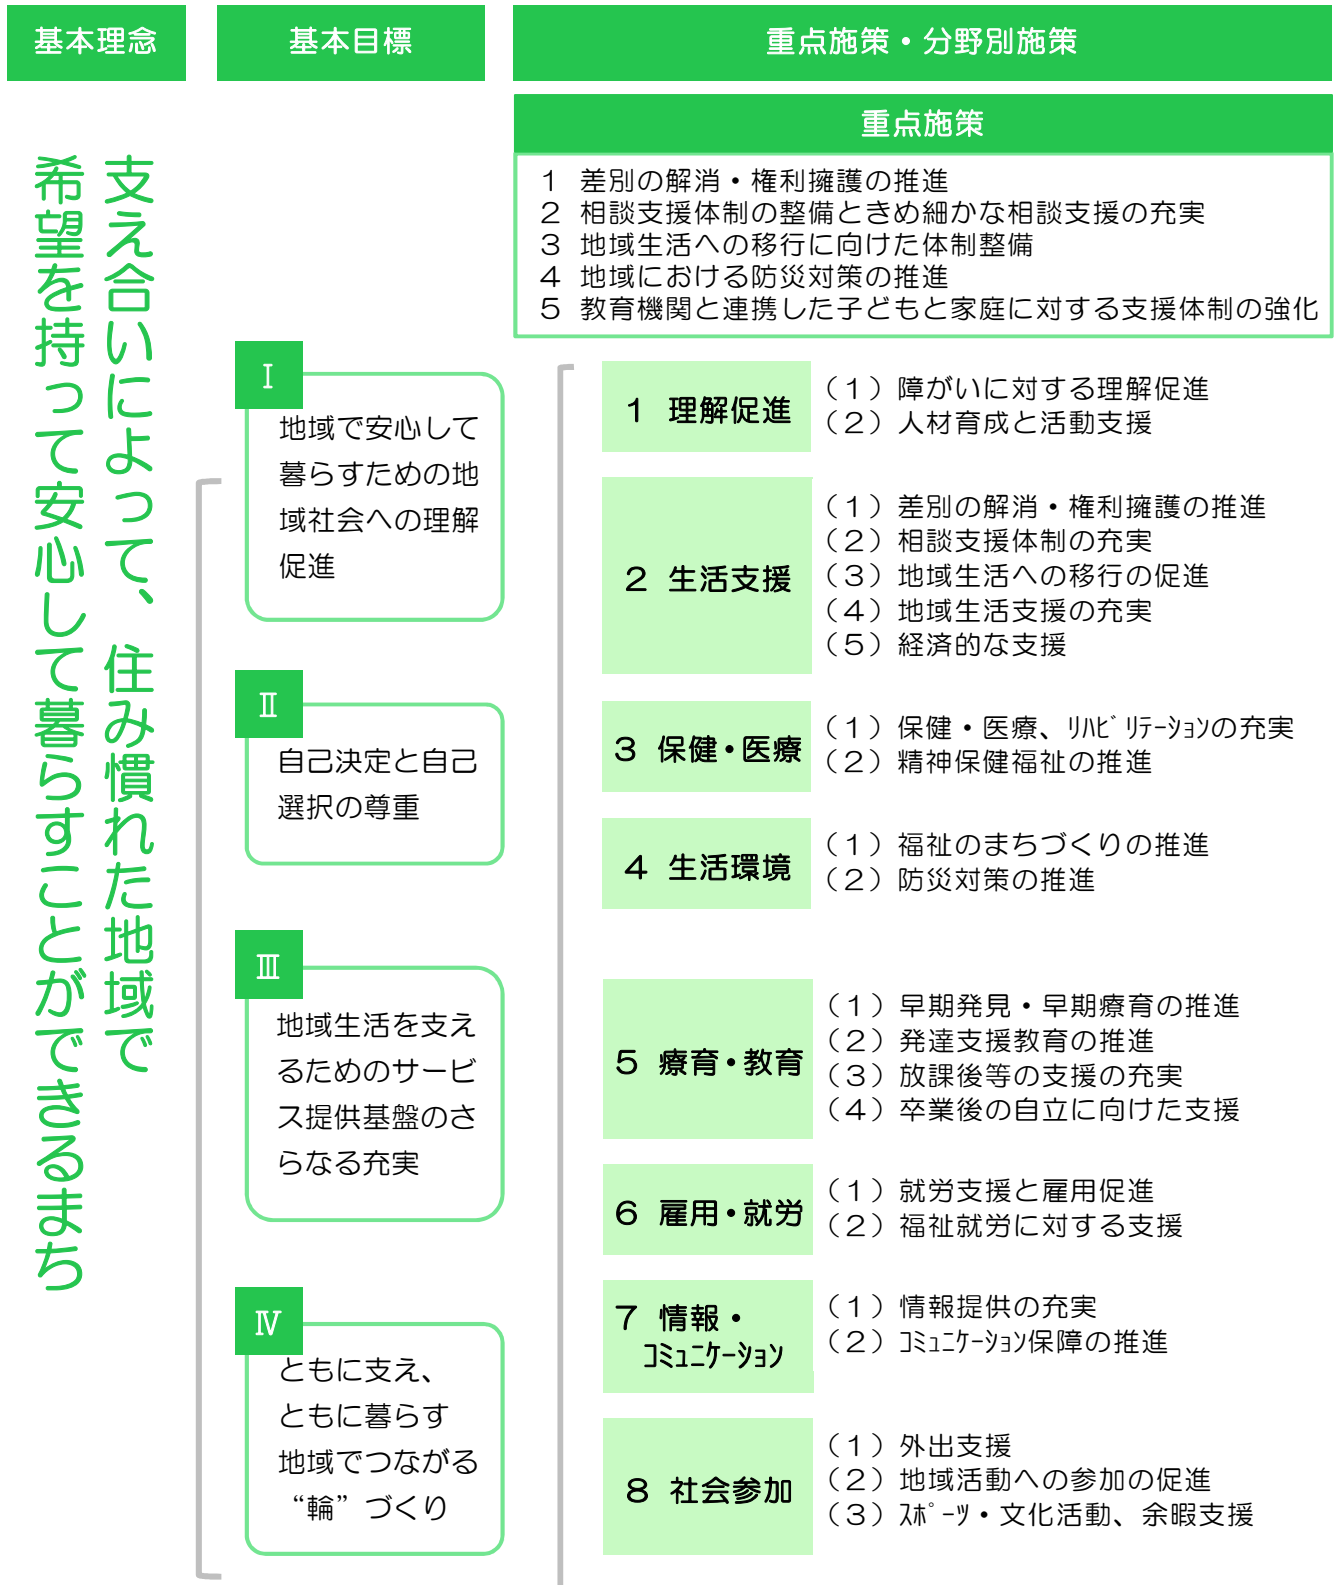 基本理念
基本目標
重点施策・分野別施策
支え合いによって、住み慣れた地域で
希望を持って安心して暮らすことができるまち
重点施策
1 差別の解消・権利擁護の推進
2 相談支援体制の整備ときめ細かな相談支援の充実
3 地域生活への移行に向けた体制整備
4 地域における防災対策の推進
5 教育機関と連携した子どもと家庭に対する支援体制の強化
Ⅰ
地域で安心して
暮らすための地
域社会への理解
促進
Ⅱ
自己決定と自己
選択の尊重
Ⅲ
地域生活を支え
るためのサービ
ス提供基盤のさ
らなる充実
Ⅳ
ともに支え、
ともに暮らす
地域でつながる
“輪”づくり
1 理解促進
（１）障がいに対する理解促進
（２）人材育成と活動支援
2 生活支援
（１）差別の解消・権利擁護の推進
（２）相談支援体制の充実
（３）地域生活への移行の促進
（４）地域生活支援の充実
（５）経済的な支援
3 保健・医療
（１）保健・医療、ﾘﾊﾋﾞﾘﾃｰｼｮﾝの充実
（２）精神保健福祉の推進
4 生活環境
（１）福祉のまちづくりの推進
（２）防災対策の推進
5 療育・教育
（１）早期発見・早期療育の推進
（２）発達支援教育の推進
（３）放課後等の支援の充実
（４）卒業後の自立に向けた支援
6 雇用・就労
（１）就労支援と雇用促進
（２）福祉就労に対する支援
7 情報・
ｺﾐｭﾆｹｰｼｮﾝ
（１）情報提供の充実
（２）ｺﾐｭﾆｹｰｼｮﾝ保障の推進
8 社会参加
（１）外出支援
（２）地域活動への参加の促進
（３）ｽﾎﾟｰﾂ・文化活動、余暇支援